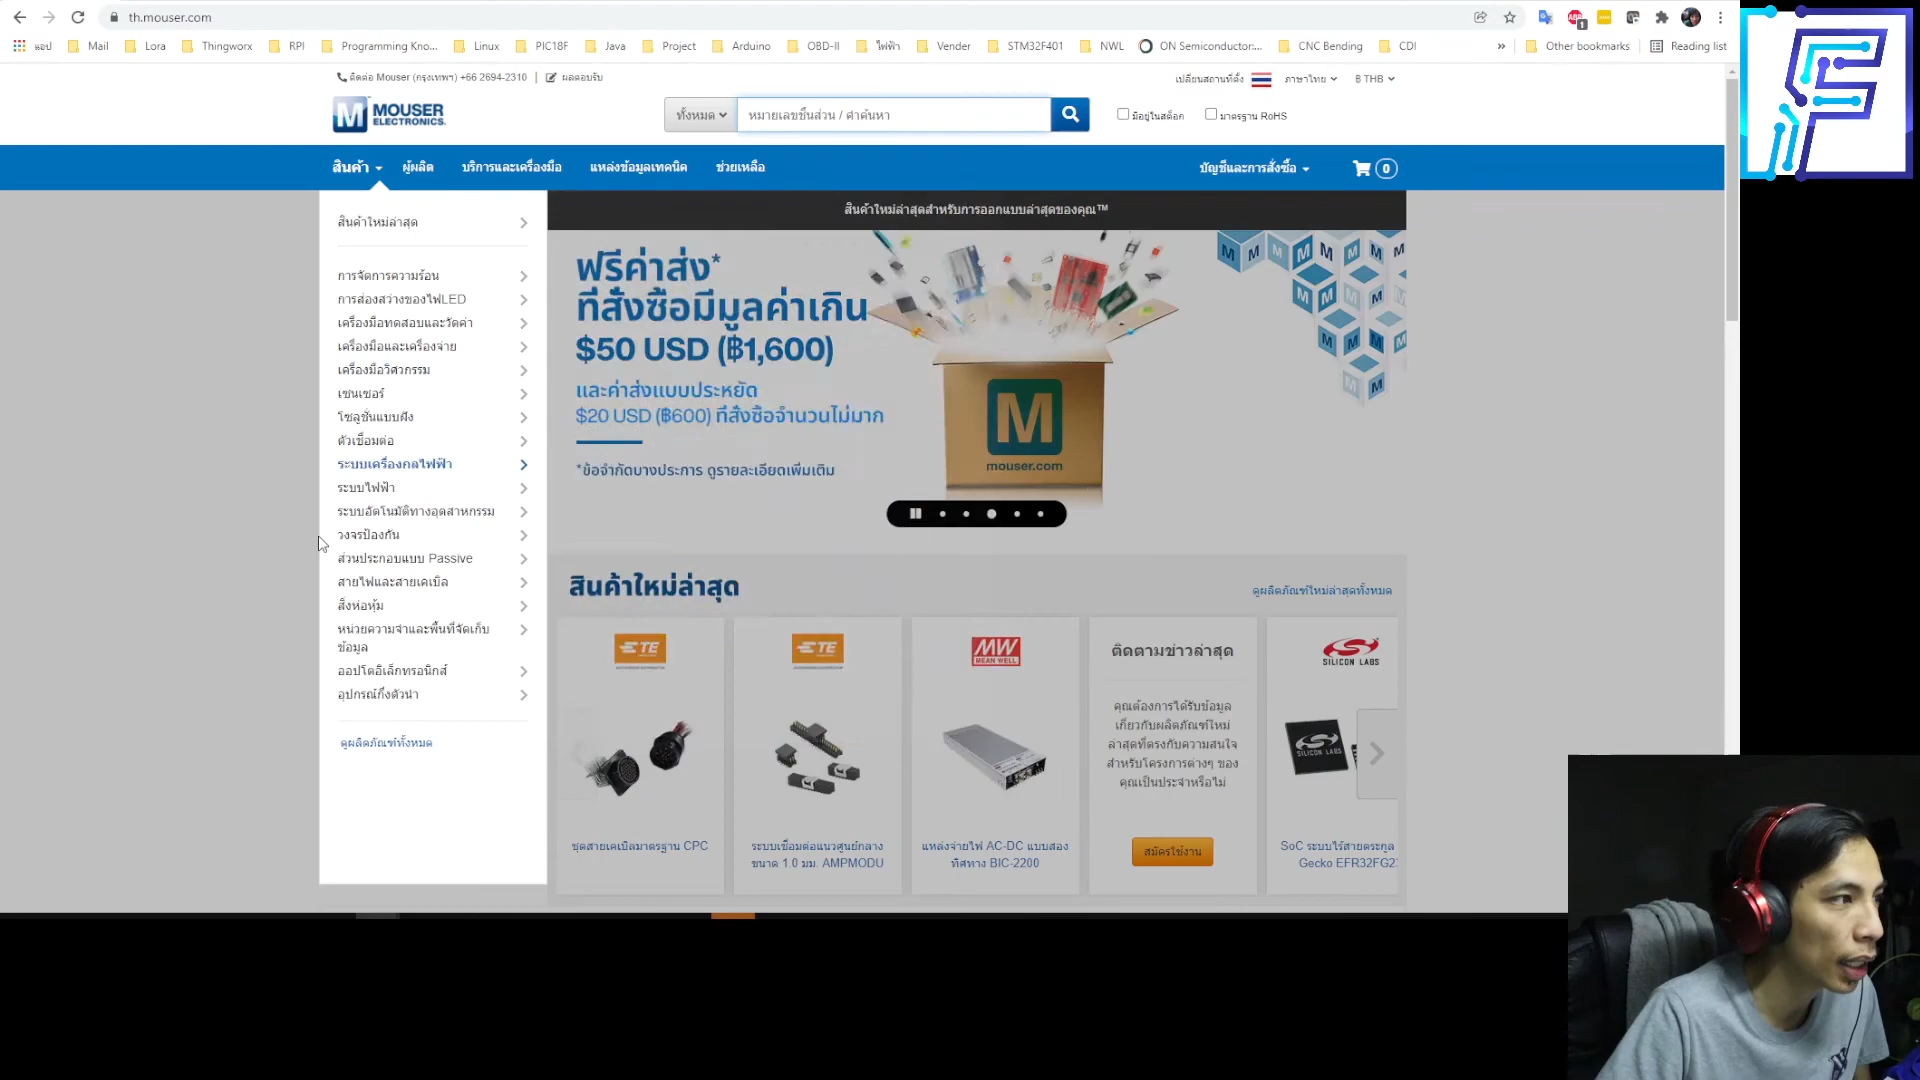 th.mouser.com
แอป
Mail
Lora
Thingworx
RPI
Programming Kno...
Linux
PIC18F
Java
Project
Arduino
OBD-II
ไฟฟ้า
Vender
STM32F401
NWL
ON Semiconductor:...
CNC Bending
CDI
»
Other bookmarks
Reading list
ติดต่อ Mouser (กรุงเทพฯ) +66 2694-2310 | ผลตอบรับ
เปลี่ยนสถานที่ตั้ง
ภาษาไทย
฿ THB
M MOUSER
ELECTRONICS.
ทั้งหมด
หมายเลขชิ้นส่วน / คำค้นหา
มีอยู่ในสต็อก
มาตรฐาน RoHS
สินค้า
ผู้ผลิต
บริการและเครื่องมือ
แหล่งข้อมูลเทคนิค
ช่วยเหลือ
บัญชีและการสั่งซื้อ
0
สินค้าใหม่ล่าสุด
การจัดการความร้อน
การส่องสว่างของไฟLED
เครื่องมือทดสอบและวัดค่า
เครื่องมือและเครื่องจ่าย
เครื่องมือวิศวกรรม
เซนเซอร์
โซลูชั่นแบบฝัง
ตัวเชื่อมต่อ
ระบบเครื่องกลไฟฟ้า
ระบบไฟฟ้า
ระบบอัตโนมัติทางอุตสาหกรรม
วงจรป้องกัน
ส่วนประกอบแบบ Passive
สายไฟและสายเคเบิล
สิ่งห่อหุ้ม
หน่วยความจำและพื้นที่จัดเก็บ
ข้อมูล
ออปโตอิเล็กทรอนิกส์
อุปกรณ์กึ่งตัวนำ
ดูผลิตภัณฑ์ทั้งหมด
สินค้าใหม่ล่าสุดสำหรับการออกแบบล่าสุดของคุณ™
ฟรีค่าส่ง*
ที่สั่งซื้อมีมูลค่าเกิน
$50 USD (฿1,600)
และค่าส่งแบบประหยัด
$20 USD (฿600) ที่สั่งซื้อจำนวนไม่มาก
*ข้อจำกัดบางประการ ดูรายละเอียดเพิ่มเติม
M
mouser.com
สินค้าใหม่ล่าสุด
ดูผลิตภัณฑ์ใหม่ล่าสุดทั้งหมด
TE
ชุดสายเคเบิลมาตรฐาน CPC
TE
ระบบเชื่อมต่อแนวศูนย์กลาง
ขนาด 1.0 มม. AMPMODU
MW
MEAN WELL
แหล่งจ่ายไฟ AC-DC แบบสอง
ทิศทาง BIC-2200
ติดตามข่าวล่าสุด
คุณต้องการได้รับข้อมูล
เกี่ยวกับผลิตภัณฑ์ใหม่
ล่าสุดที่ตรงกับความสนใจ
สำหรับโครงการต่างๆ ของ
คุณเป็นประจำหรือไม่
สมัครใช้งาน
SILICON LABS
SILICON LABS
SoC ระบบไร้สายตระกูล
Gecko EFR32FG2